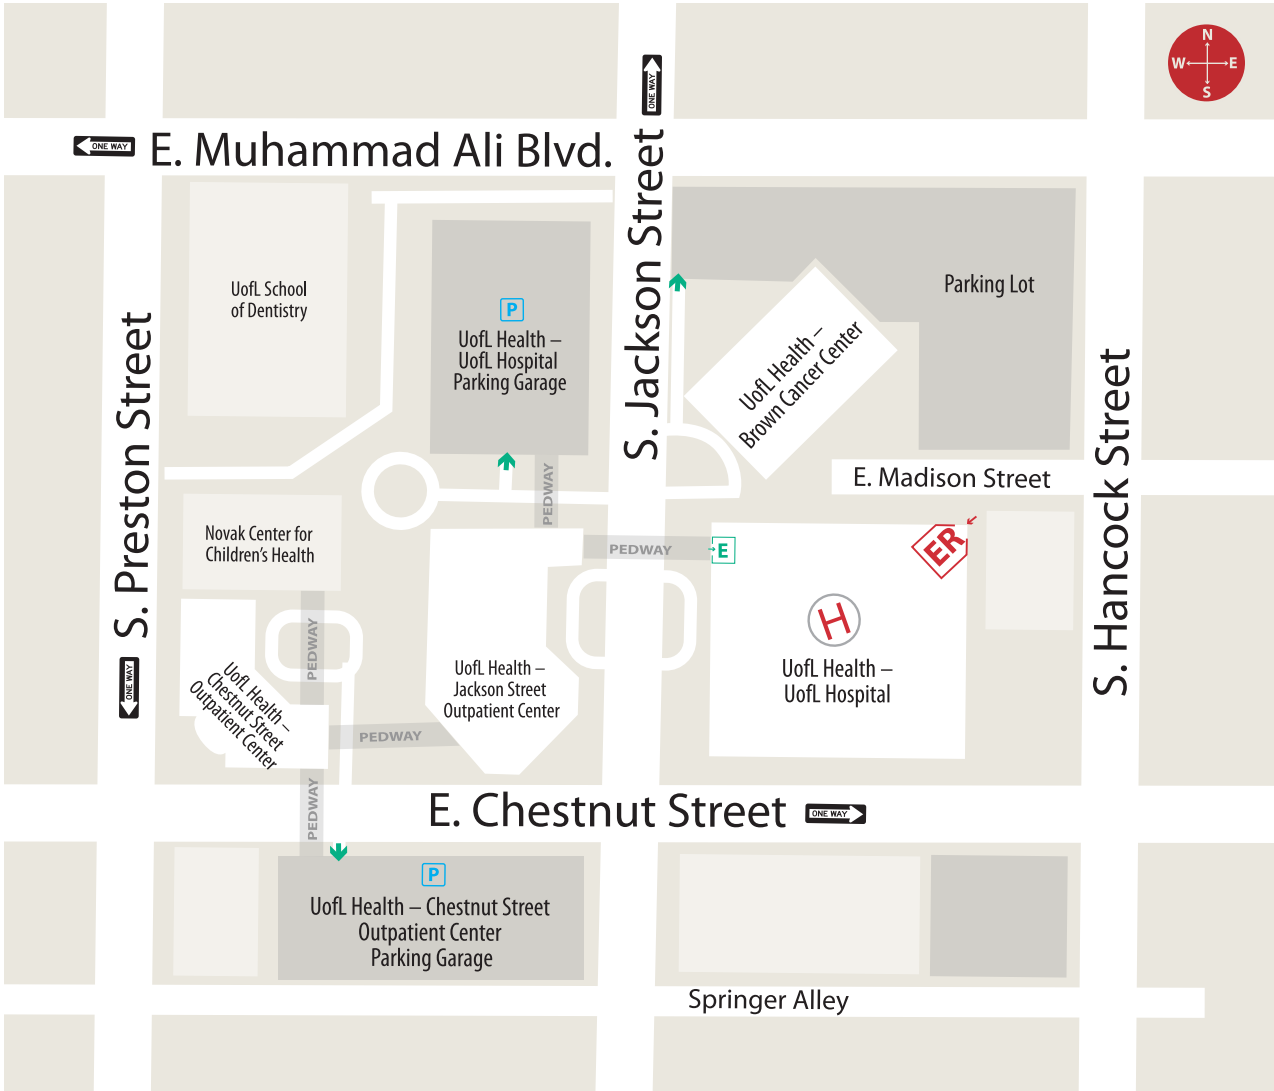 N
W E
S
ONE WAY
ONE WAY
E. Muhammad Ali Blvd.
S. Jackson Street
UofL School
of Dentistry
P
UofL Health –
UofL Hospital
Parking Garage
Parking Lot
UofL Health –
Brown Cancer Center
S. Preston Street
ONE WAY
S. Hancock Street
E. Madison Street
PEDWAY
Novak Center for
Children's Health
PEDWAY
E
ER
H
UofL Health –
UofL Hospital
PEDWAY
UofL Health –
Chestnut Street
Outpatient Center
UofL Health –
Jackson Street
Outpatient Center
PEDWAY
PEDWAY
E. Chestnut Street
ONE WAY
P
UofL Health – Chestnut Street
Outpatient Center
Parking Garage
Springer Alley